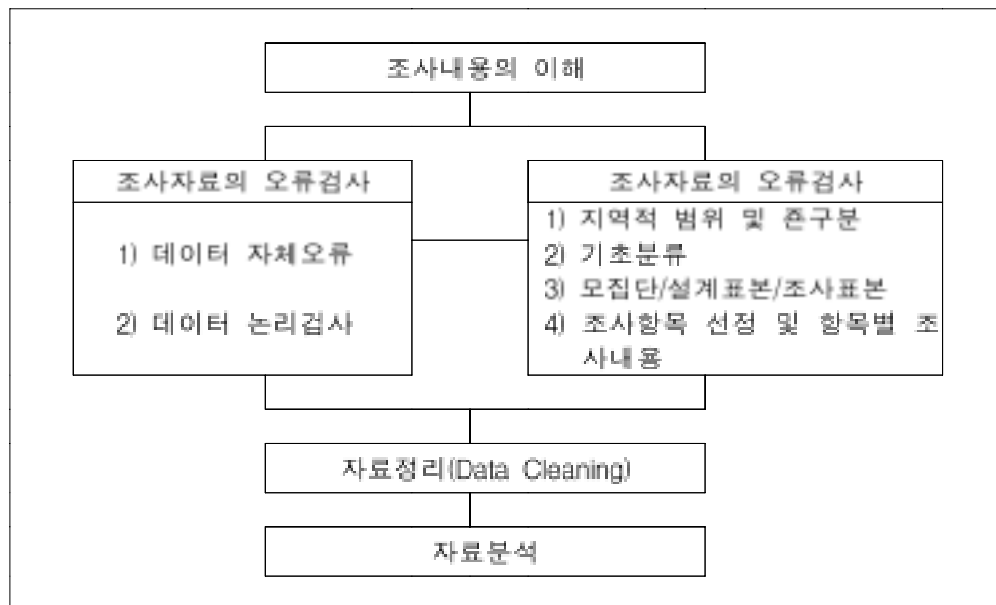 조사내용의 이해
조사자료의 오류검사
1) 데이터 자체오류
2) 데이터 논리검사
조사자료의 오류검사
1) 지역적 범위 및 죤구분
2) 기초분류
3) 모집단/설계표본/조사표본
4) 조사항목 선정 및 항목별 조
사내용
자료정리(Data Cleaning)
자료분석